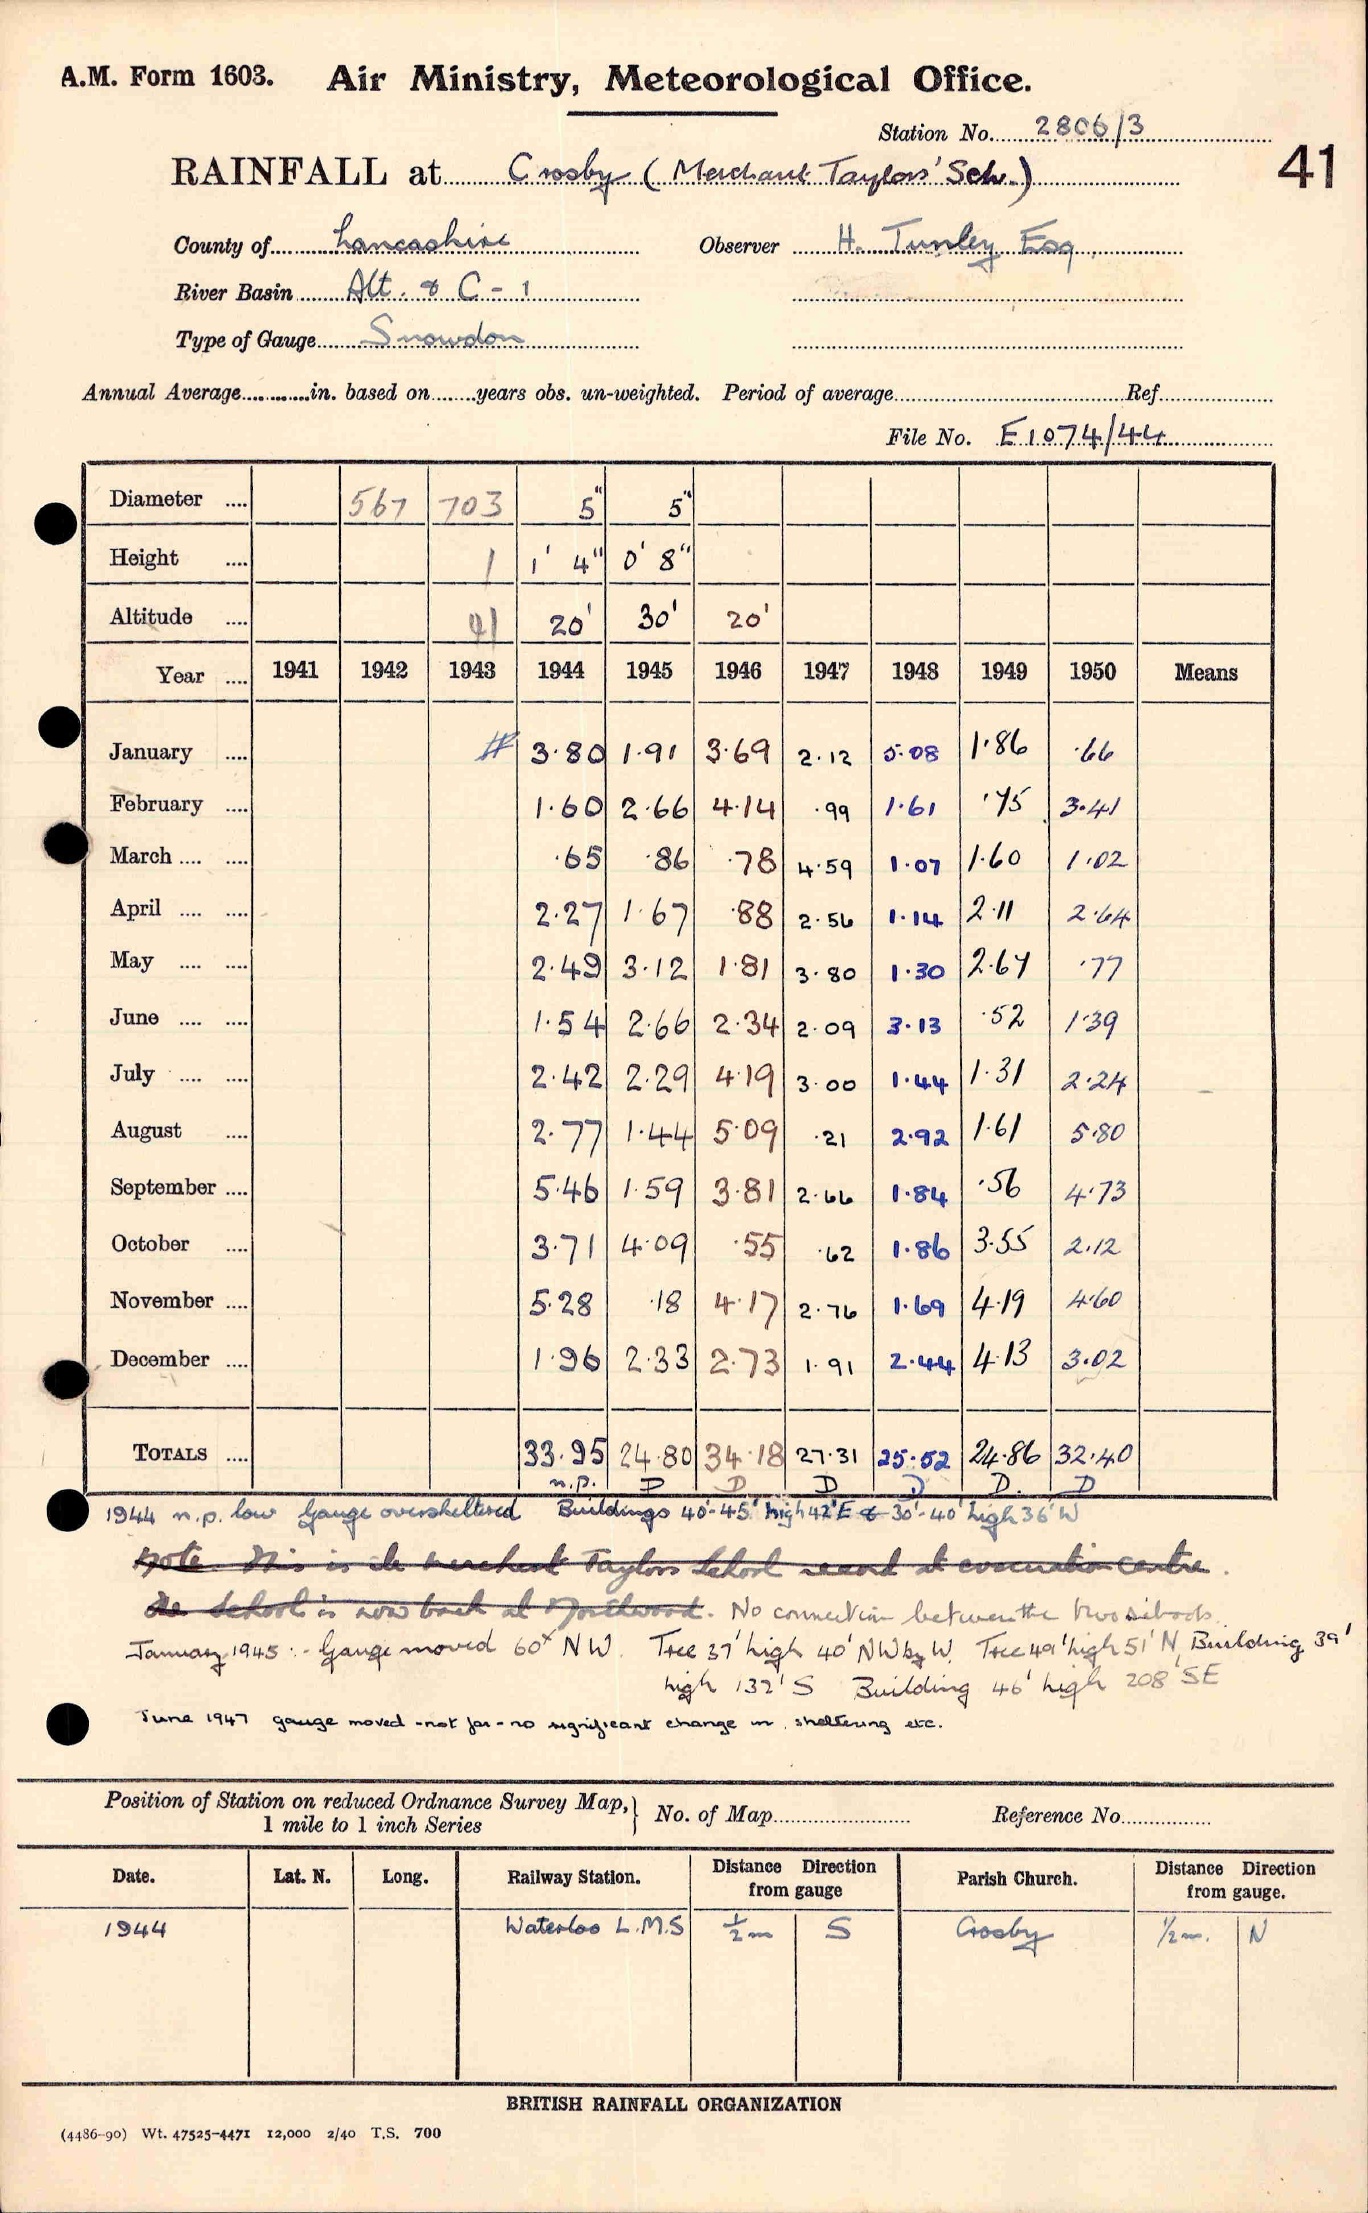 A.M. Form 1603. Air Ministry, Meteorological Office.
Station No. 2806/3
41
RAINFALL at Crosby (Merchant Taylors' Sch.)
County of Lancashire Observer H. Tunley Esq.
River Basin Alt. & C - 1
Type of Gauge Snowdon
Annual Average in. based on years obs. un-weighted. Period of average Ref.
File No. E1074/44
Diameter 567 703 5" 5"
Height 1 1' 4" 0' 8"
Altitude 41 20' 30' 20'
Year 1941 1942 1943 1944 1945 1946 1947 1948 1949 1950 Means
January # 3.80 1.91 3.69 2.12 5.08 1.86 .66
February 1.60 2.66 4.14 .99 1.61 .75 3.41
March .65 .86 .78 4.59 1.07 1.60 1.02
April 2.27 1.67 .88 2.56 1.14 2.11 2.64
May 2.49 3.12 1.81 3.80 1.30 2.67 .77
June 1.54 2.66 2.34 2.09 3.13 .52 1.39
July 2.42 2.29 4.19 3.00 1.44 1.31 2.24
August 2.77 1.44 5.09 .21 2.92 1.61 5.80
September 5.46 1.59 3.81 2.66 1.84 .56 4.73
October 3.71 4.09 .55 .62 1.86 3.55 2.12
November 5.28 .18 4.17 2.76 1.69 4.19 4.60
December 1.96 2.33 2.73 1.91 2.44 4.13 3.02
TOTALS 33.95 24.80 34.18 27.31 25.52 24.86 32.40
n.p. D D D D D. D
1944 n.p. low Gauge oversheltered Buildings 40'-45' high 42'E & 30'-40' high 36'W
Note. This is the Merchant Taylors School record at evacuation centre.
The School is now back at Northwood. No connection between the two schools.
January 1945 :- Gauge moved 60x NW. Tree 37' high 40' NW by W. Tree 49' high 51' N, Building 39'
high 132' S Building 46' high 208' SE
June 1947 gauge moved - not far - no significant change in sheltering etc.
Position of Station on reduced Ordnance Survey Map, 1 mile to 1 inch Series } No. of Map Reference No.
Date. Lat. N. Long. Railway Station. Distance Direction from gauge Parish Church. Distance Direction from gauge.
1944 Waterloo L.M.S ½m S Crosby ½m. N
BRITISH RAINFALL ORGANIZATION
(4486-90) Wt. 47525-4471 12,000 2/40 T.S. 700